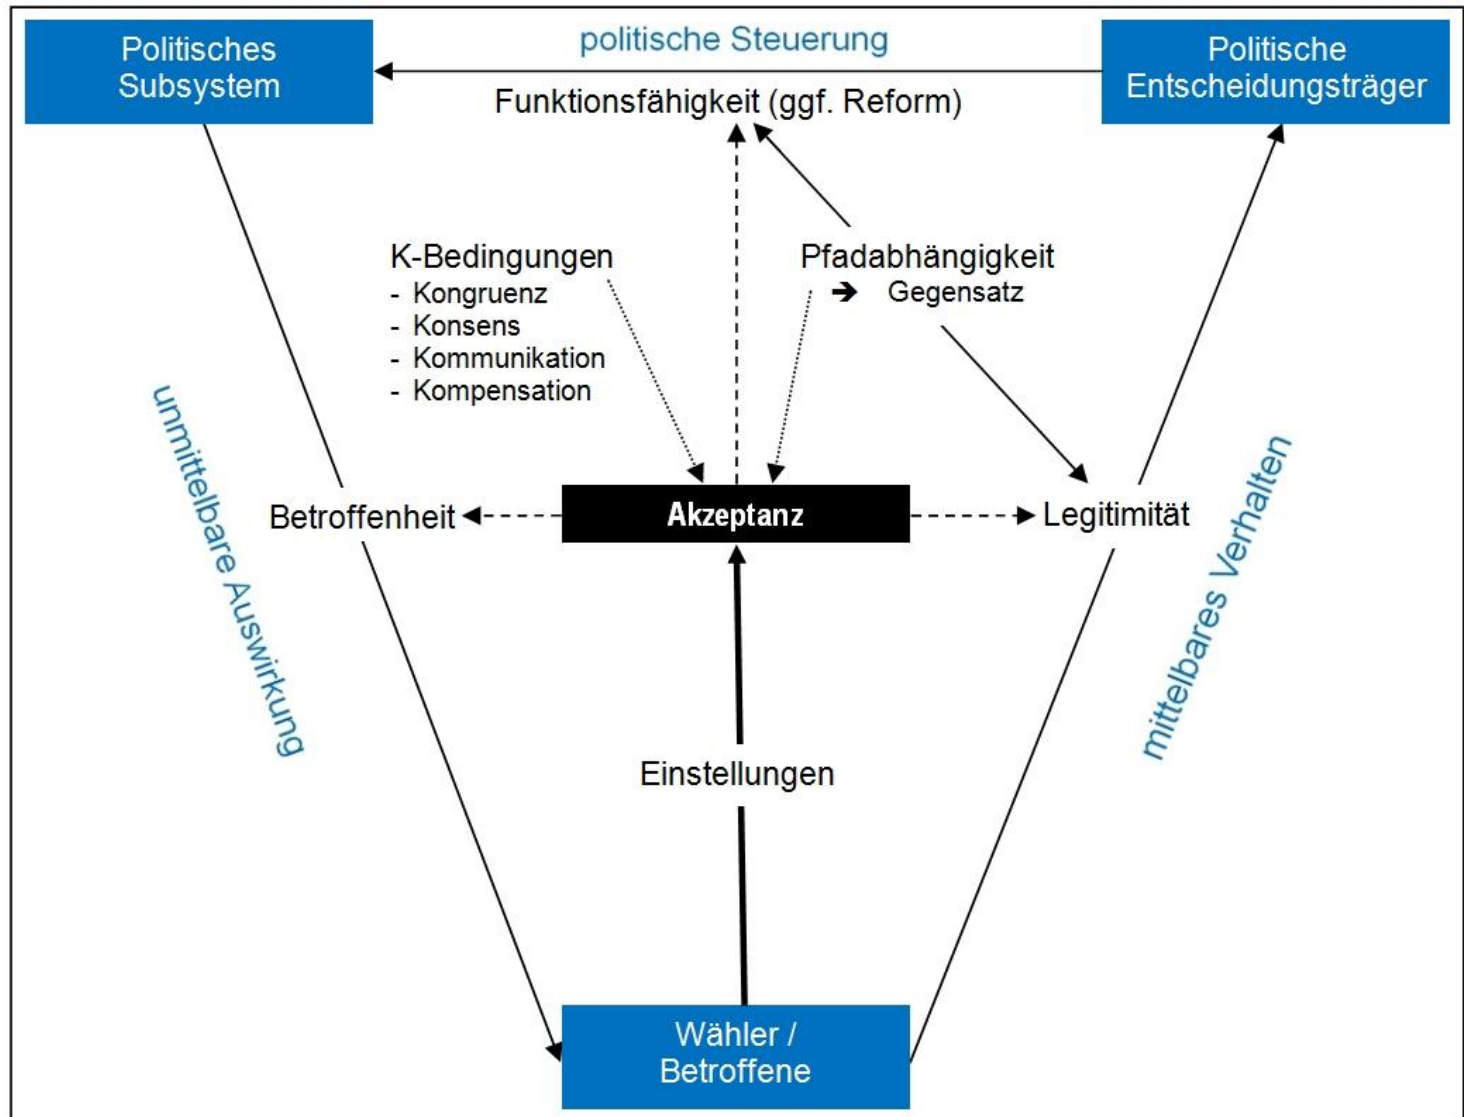 Politisches
Subsystem
politische Steuerung
Politische
Entscheidungsträger
Funktionsfähigkeit (ggf. Reform)
K-Bedingungen
- Kongruenz
- Konsens
- Kommunikation
- Kompensation
Pfadabhängigkeit
➔ Gegensatz
unmittelbare Auswirkung
Betroffenheit
Akzeptanz
Legitimität
mittelbares Verhalten
Einstellungen
Wähler /
Betroffene